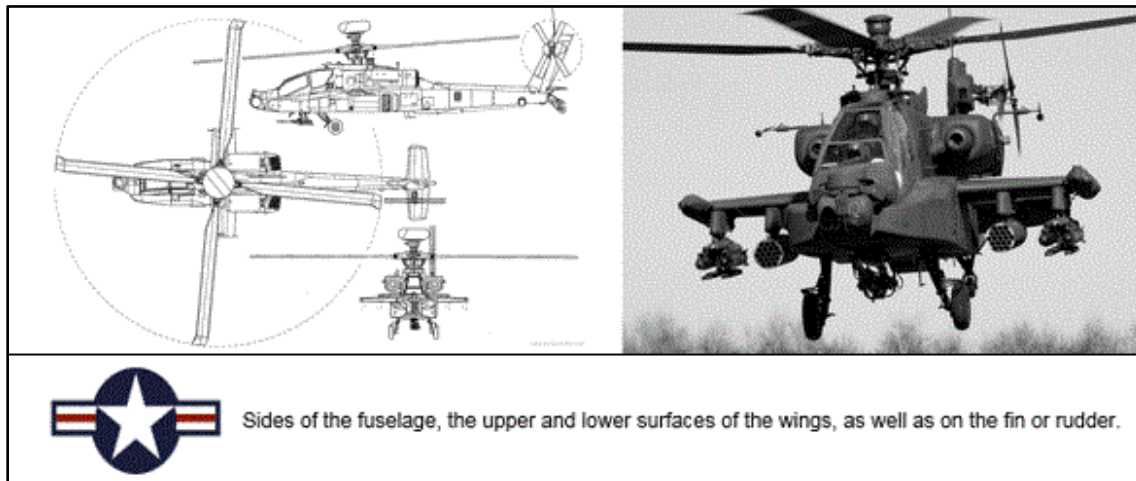 Sides of the fuselage, the upper and lower surfaces of the wings, as well as on the fin or rudder.